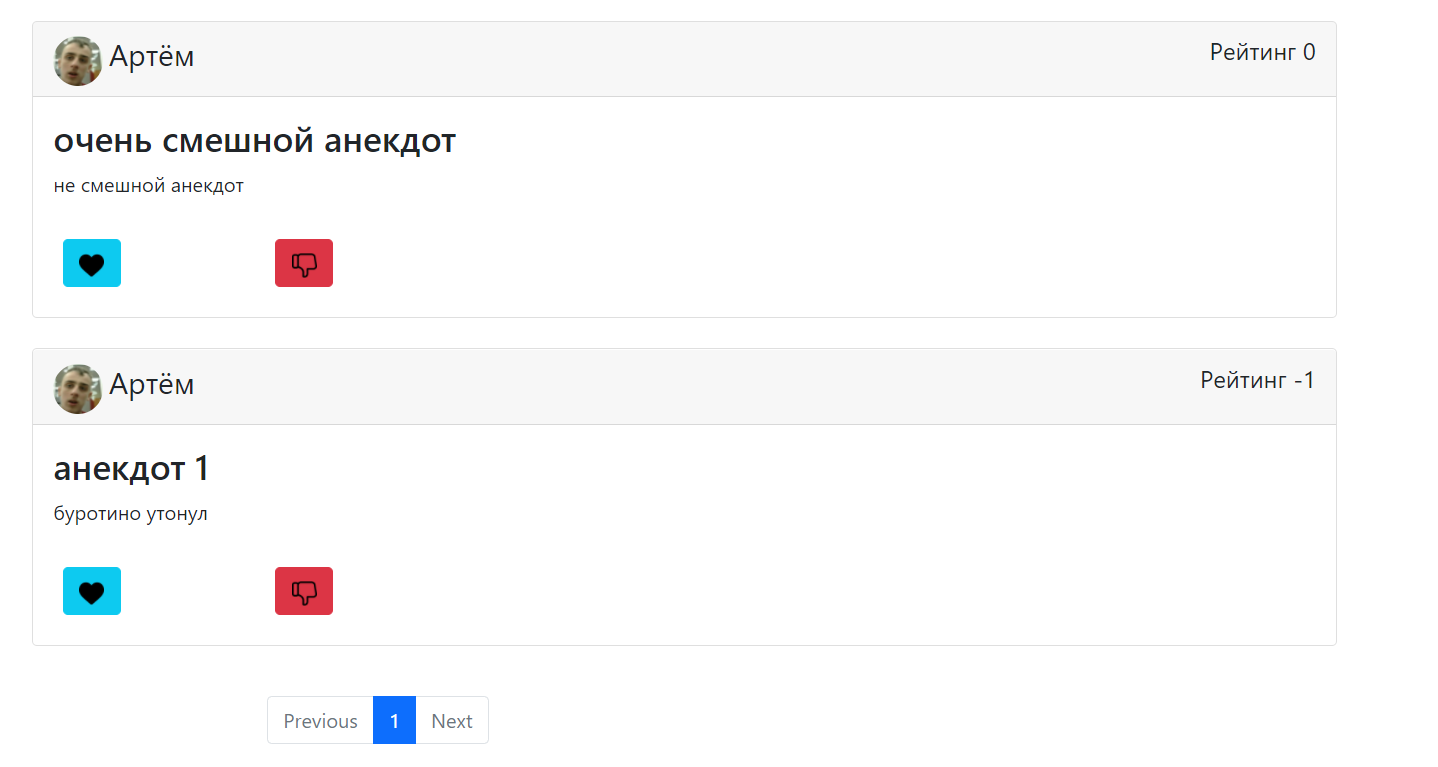 Артём
Рейтинг 0
очень смешной анекдот
не смешной анекдот
Артём
Рейтинг -1
анекдот 1
буротино утонул
Previous 1 Next